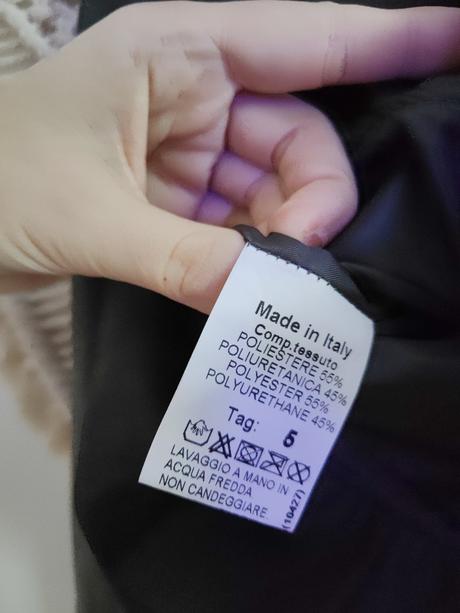 Made in Italy
Comp.tessuto
POLIESTERE 55%
POLIURETANICA 45%
POLYESTER 55%
POLYURETHANE 45%
Tag: 5
LAVAGGIO A MANO IN
ACQUA FREDDA
NON CANDEGGIARE.
(10427)